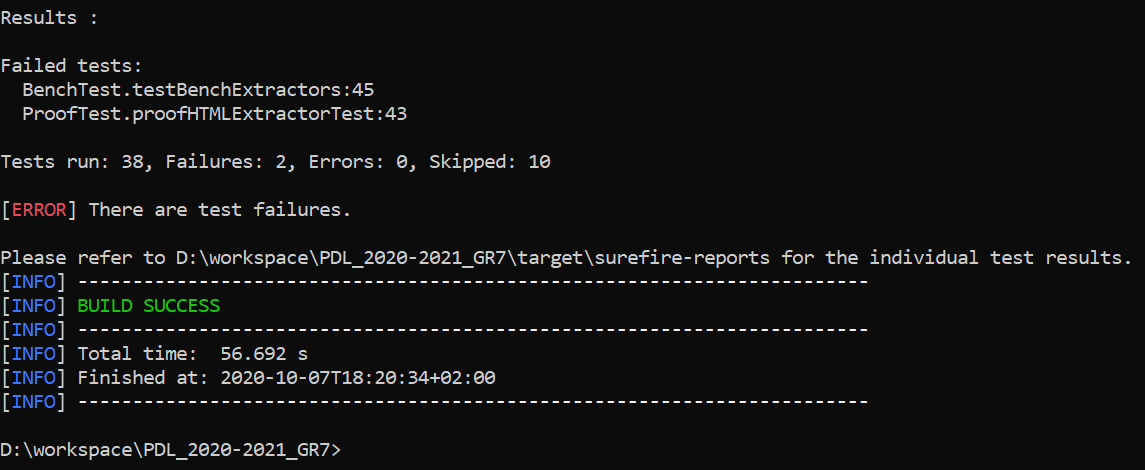 Results :
Failed tests:
BenchTest.testBenchExtractors:45
ProofTest.proofHTMLExtractorTest:43
Tests run: 38, Failures: 2, Errors: 0, Skipped: 10
[ERROR] There are test failures.
Please refer to D:\workspace\PDL_2020-2021_GR7\target\surefire-reports for the individual test results.
[INFO] ------------------------------------------------------------------------
[INFO] BUILD SUCCESS
[INFO] ------------------------------------------------------------------------
[INFO] Total time:  56.692 s
[INFO] Finished at: 2020-10-07T18:20:34+02:00
[INFO] ------------------------------------------------------------------------
D:\workspace\PDL_2020-2021_GR7>